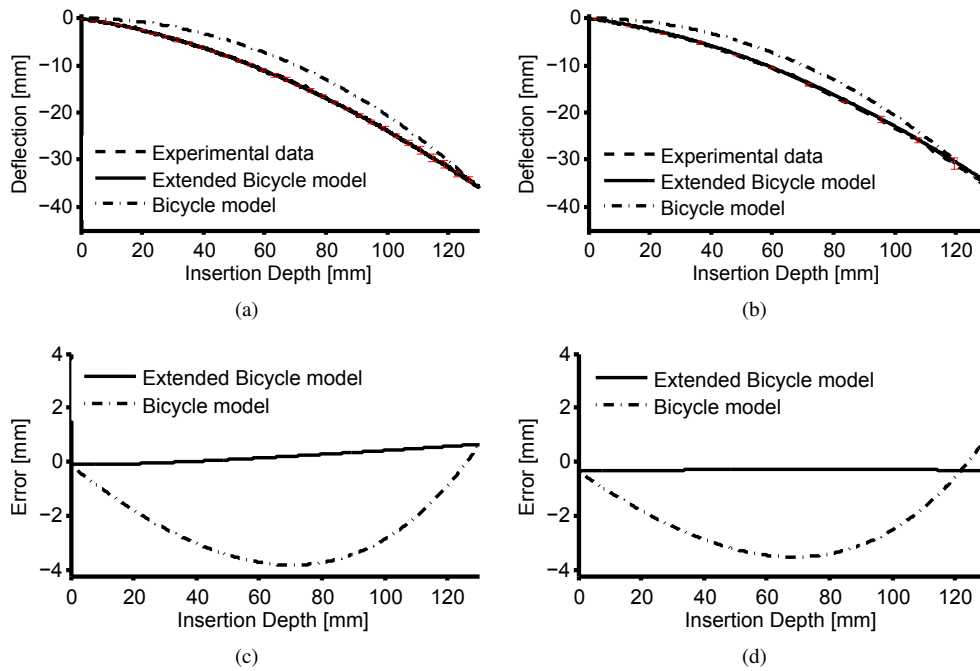 0
−10
−20
−30
−40
Deflection [mm]
Experimental data
Extended Bicycle model
Bicycle model
0 20 40 60 80 100 120
Insertion Depth [mm]
(a)
0
−10
−20
−30
−40
Deflection [mm]
Experimental data
Extended Bicycle model
Bicycle model
0 20 40 60 80 100 120
Insertion Depth [mm]
(b)
4
2
0
−2
−4
Error [mm]
Extended Bicycle model
Bicycle model
0 20 40 60 80 100 120
Insertion Depth [mm]
(c)
4
2
0
−2
−4
Error [mm]
Extended Bicycle model
Bicycle model
0 20 40 60 80 100 120
Insertion Depth [mm]
(d)